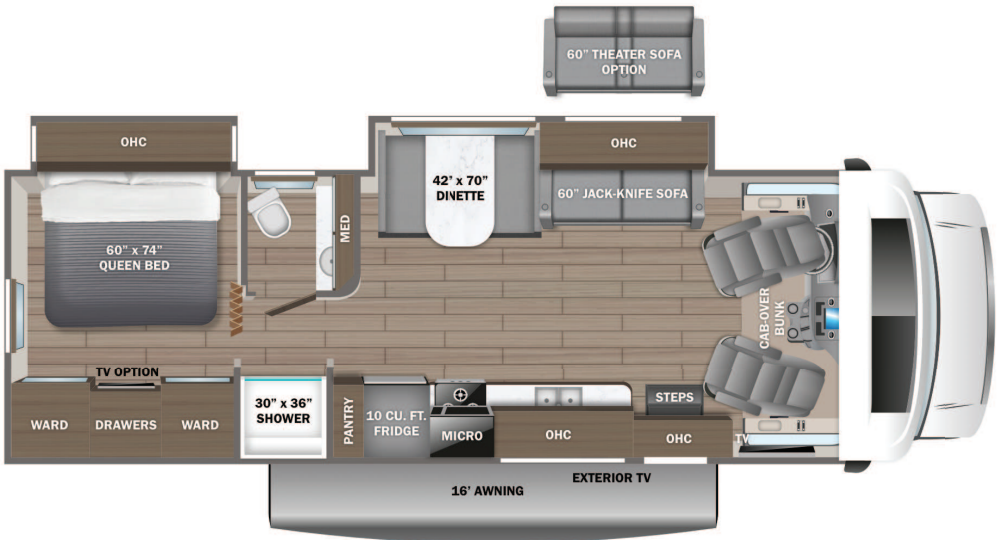 60" THEATER SOFA
OPTION
OHC
OHC
42' x 70"
DINETTE
60" JACK-KNIFE SOFA
MED
60" x 74"
QUEEN BED
CAB-OVER
BUNK
TV OPTION
WARD
DRAWERS
WARD
30" x 36"
SHOWER
PANTRY
10 CU. FT.
FRIDGE
MICRO
OHC
STEPS
OHC
TV
EXTERIOR TV
16' AWNING